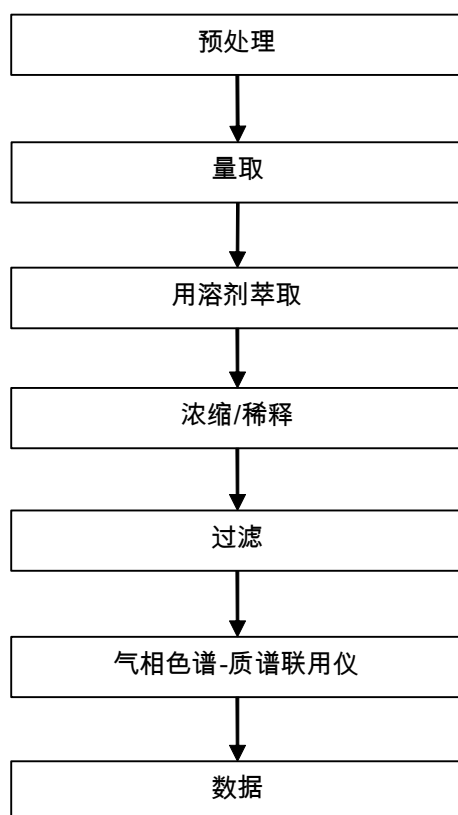 预处理
量取
用溶剂萃取
浓缩/稀释
过滤
气相色谱-质谱联用仪
数据